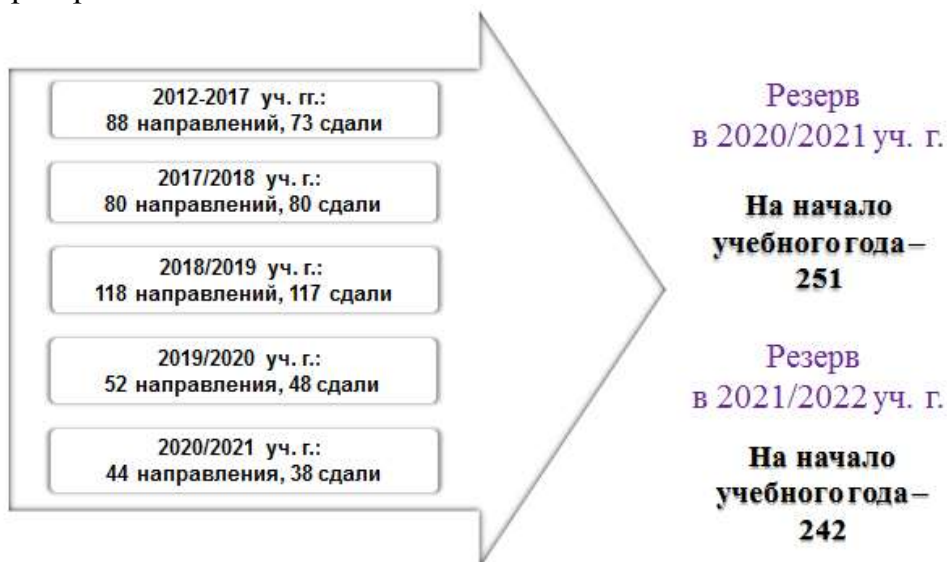 2012-2017 уч. гг.:
88 направлений, 73 сдали
2017/2018 уч. г.:
80 направлений, 80 сдали
2018/2019 уч. г.:
118 направлений, 117 сдали
2019/2020 уч. г.:
52 направления, 48 сдали
2020/2021 уч. г.:
44 направления, 38 сдали
Резерв
в 2020/2021 уч. г.
На начало
учебного года –
251
Резерв
в 2021/2022 уч. г.
На начало
учебного года –
242